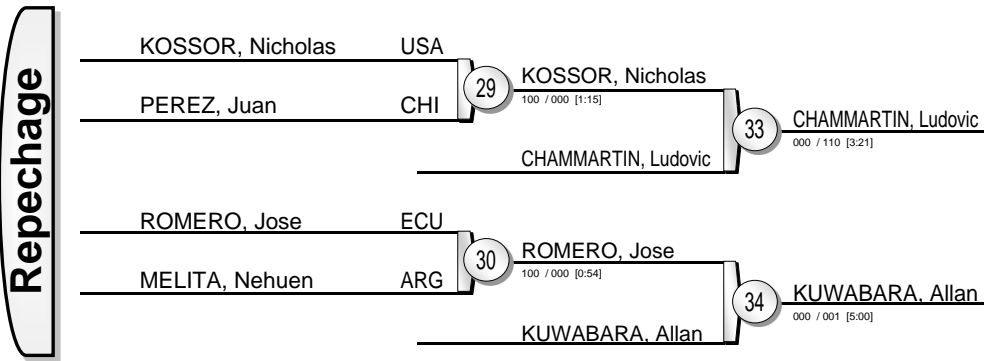 Repechage
KOSSOR, Nicholas USA
PEREZ, Juan CHI
29
KOSSOR, Nicholas
100 / 000 [1:15]
CHAMMARTIN, Ludovic
33
CHAMMARTIN, Ludovic
000 / 110 [3:21]
ROMERO, Jose ECU
MELITA, Nehuen ARG
30
ROMERO, Jose
100 / 000 [0:54]
KUWABARA, Allan
34
KUWABARA, Allan
000 / 001 [5:00]